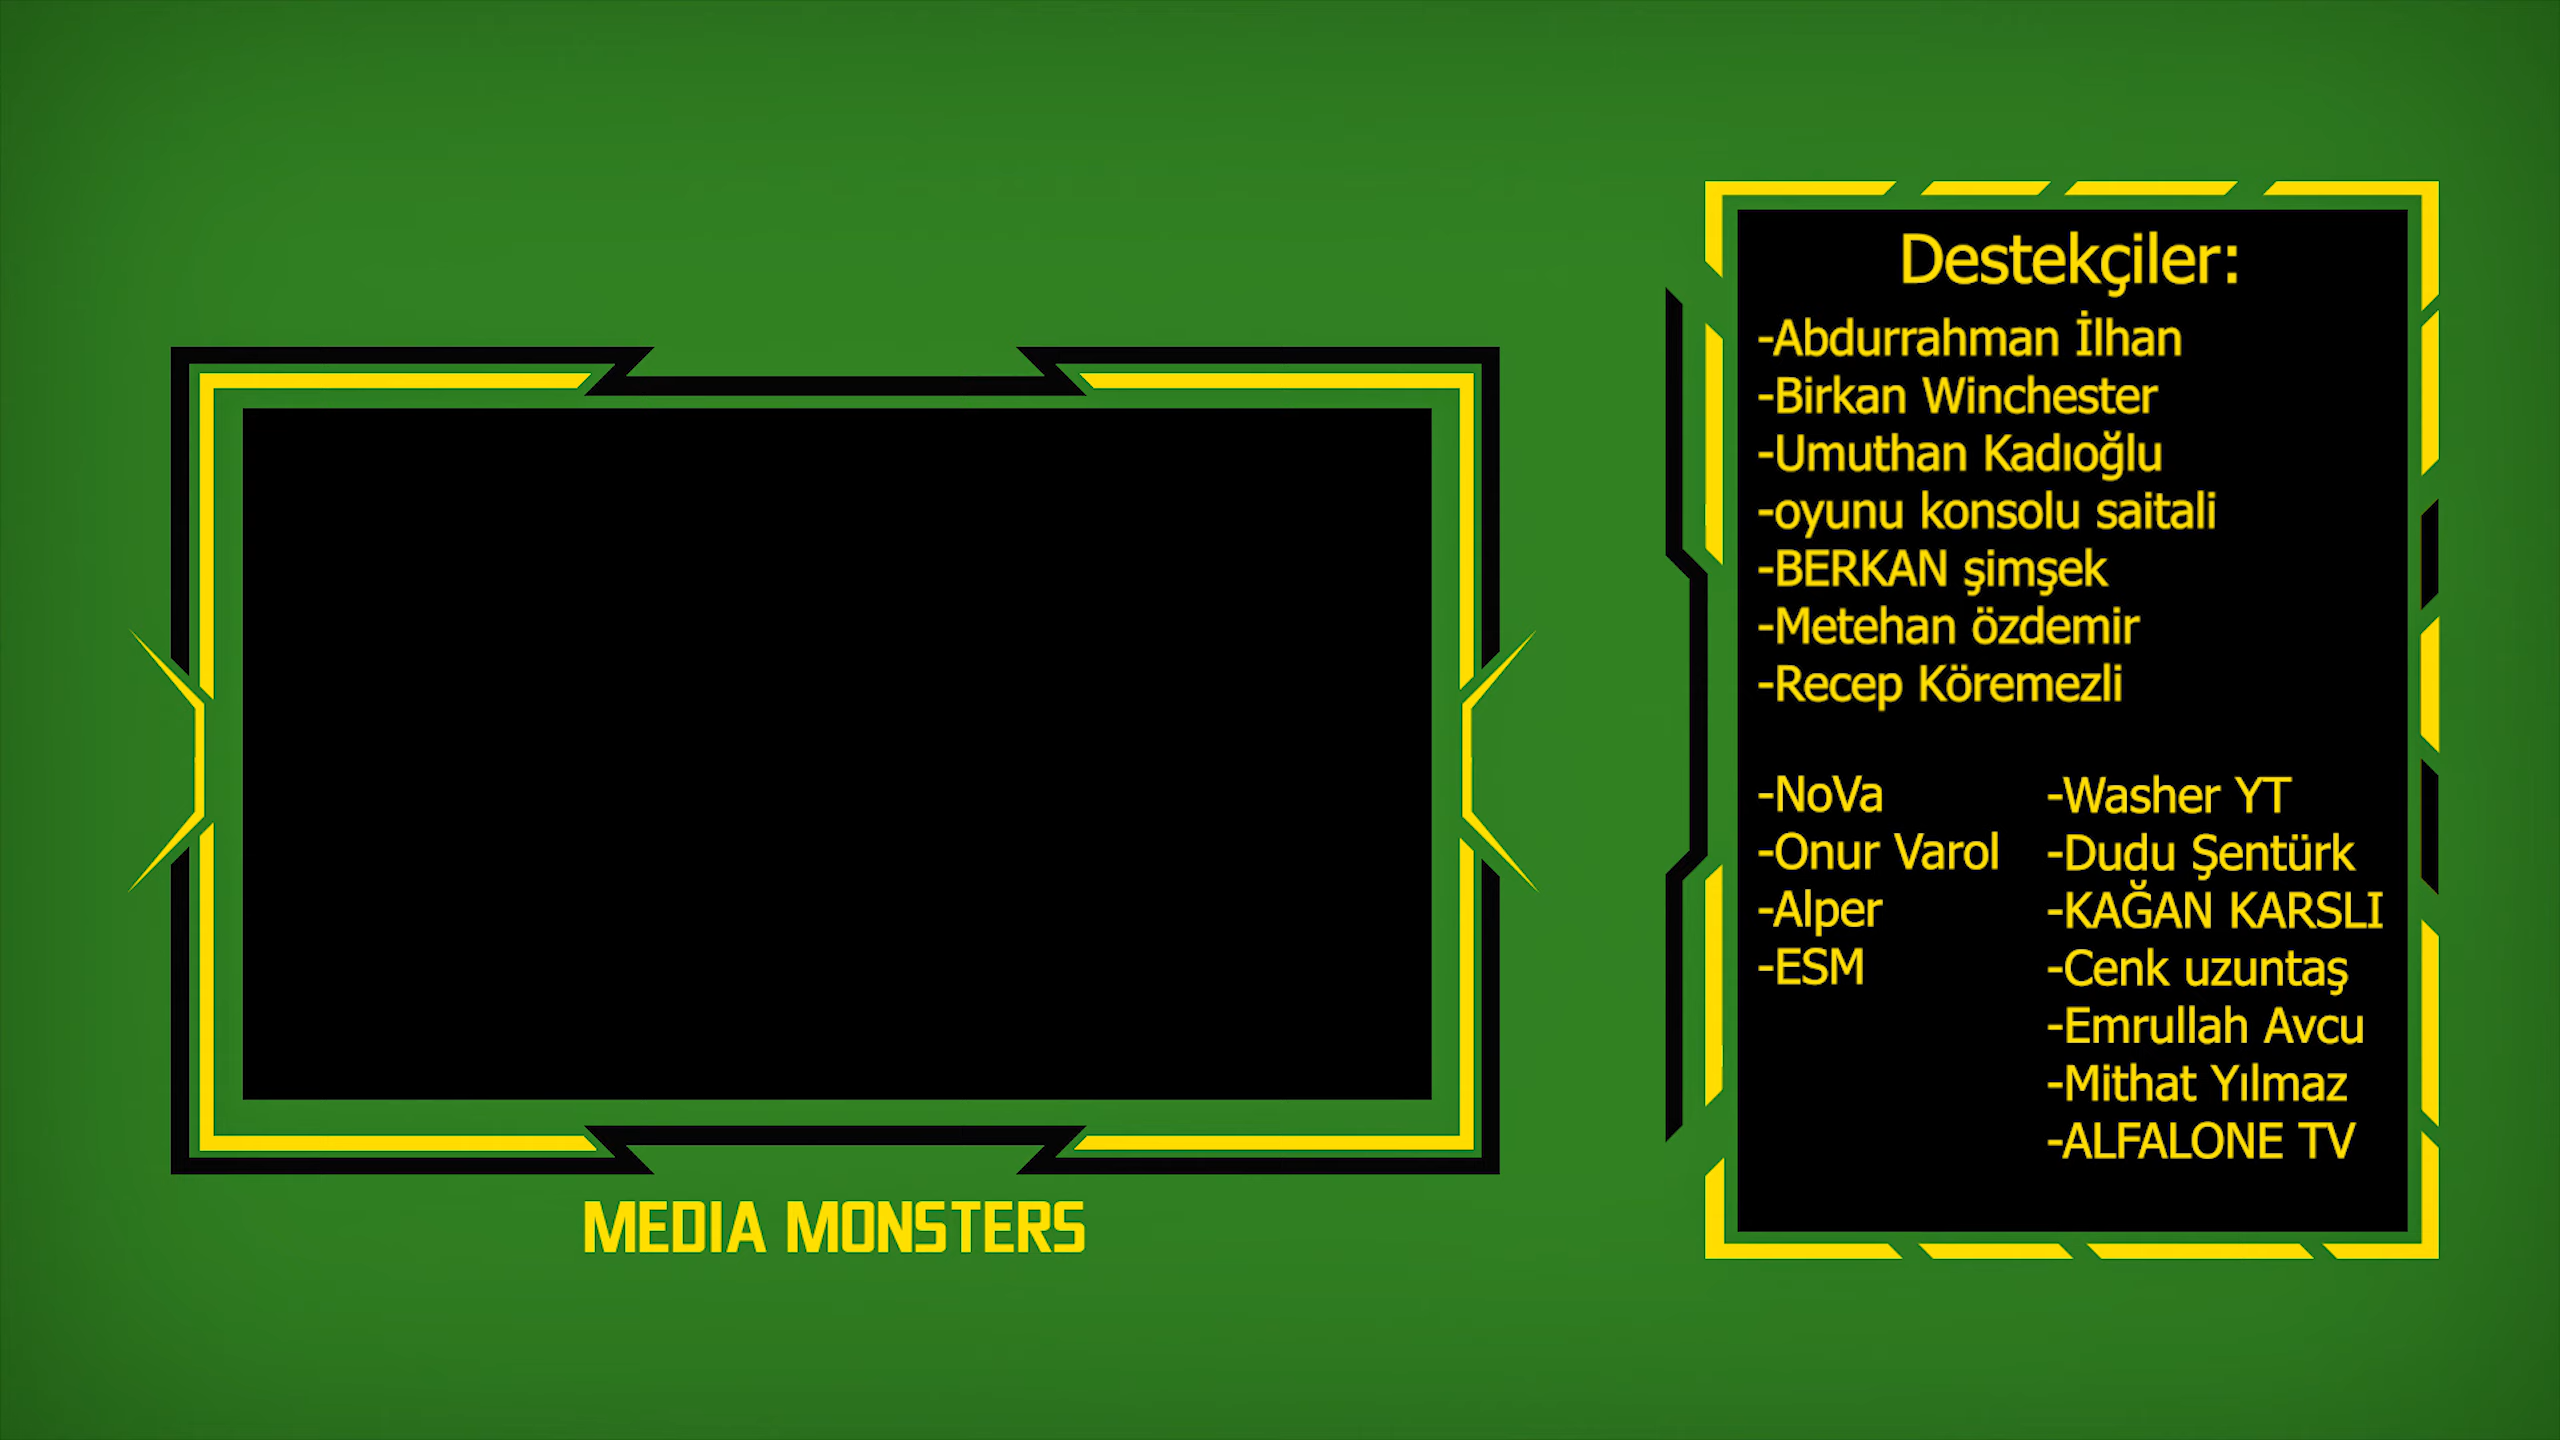 Destekçiler:
-Abdurrahman İlhan
-Birkan Winchester
-Umuthan Kadıoğlu
-oyunu konsolu saitali
-BERKAN şimşek
-Metehan özdemir
-Recep Köremezli
-NoVa
-Onur Varol
-Alper
-ESM
-Washer YT
-Dudu Şentürk
-KAĞAN KARSLI
-Cenk uzuntaş
-Emrullah Avcu
-Mithat Yılmaz
-ALFALONE TV
MEDIA MONSTERS